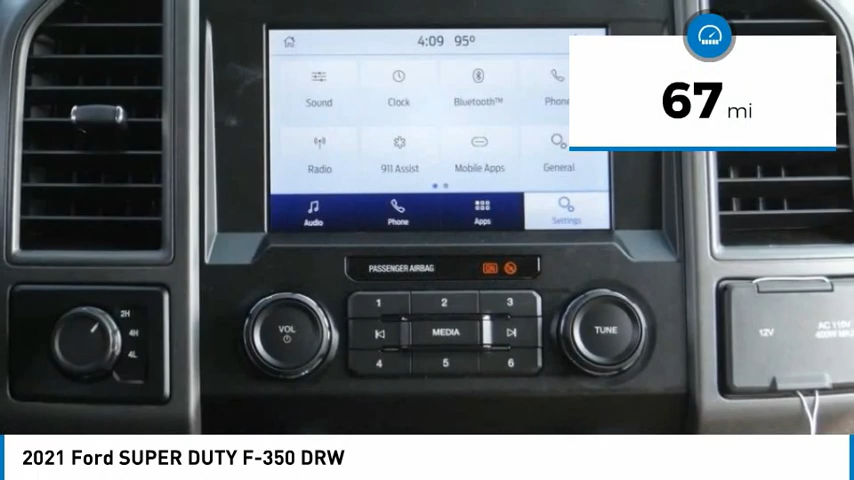 4:09 95°
67 mi
Sound
Clock
Bluetooth™
Phone
Radio
911 Assist
Mobile Apps
General
Audio
Phone
Apps
Settings
PASSENGER AIRBAG
ON
1 2 3
2H
4H
4L
VOL
MEDIA
TUNE
12V
AC 115V
4 5 6
2021 Ford SUPER DUTY F-350 DRW